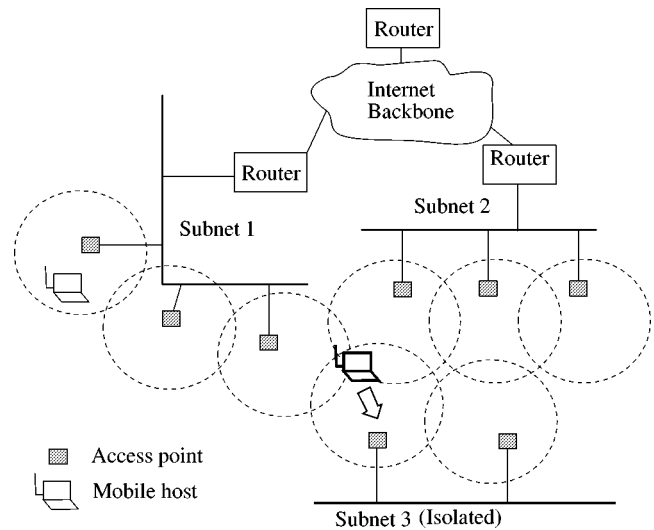 Router
Internet
Backbone
Router
Router
Subnet 1
Subnet 2
Access point
Mobile host
Subnet 3 (Isolated)